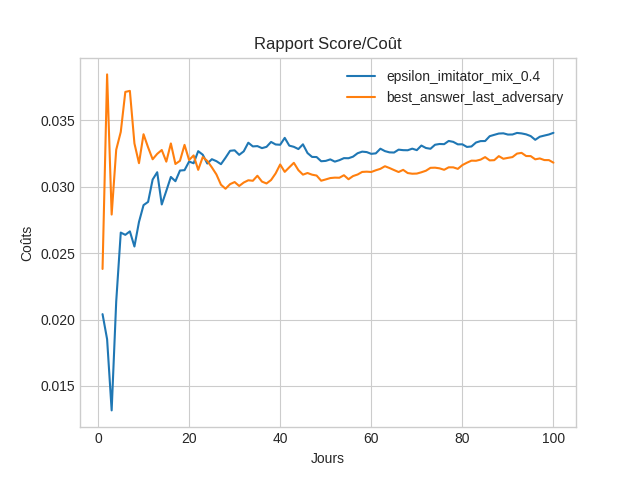 Rapport Score/Coût
epsilon_imitator_mix_0.4
best_answer_last_adversary
0.035
0.030
0.025
0.020
0.015
Coûts
0 20 40 60 80 100
Jours